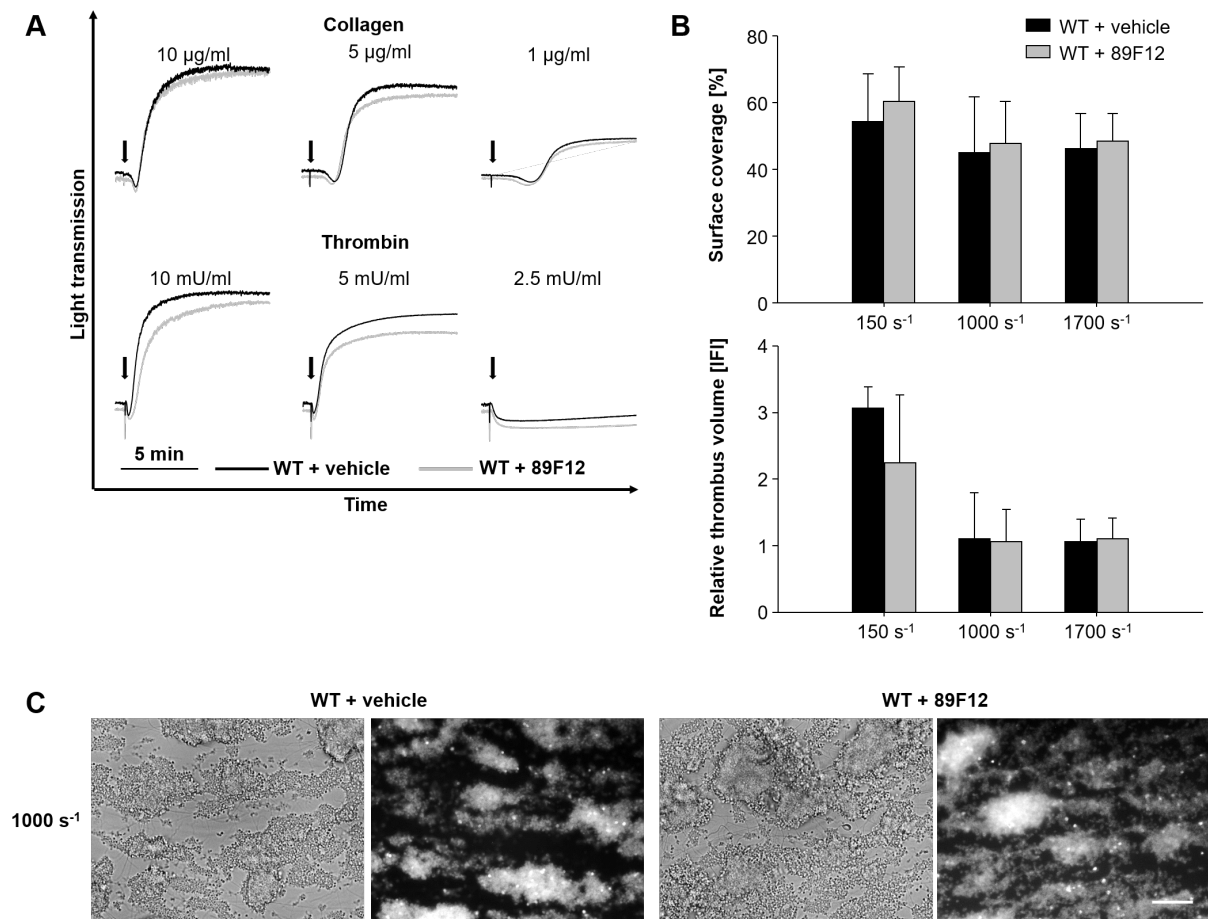 A
Collagen
10 µg/ml
5 µg/ml
1 µg/ml
Light transmission
Thrombin
10 mU/ml
5 mU/ml
2.5 mU/ml
5 min
WT + vehicle
WT + 89F12
Time
B
WT + vehicle
WT + 89F12
Surface coverage [%]
80
60
40
20
0
150 s⁻¹
1000 s⁻¹
1700 s⁻¹
Relative thrombus volume [IFI]
4
3
2
1
0
150 s⁻¹
1000 s⁻¹
1700 s⁻¹
C
WT + vehicle
WT + 89F12
1000 s⁻¹